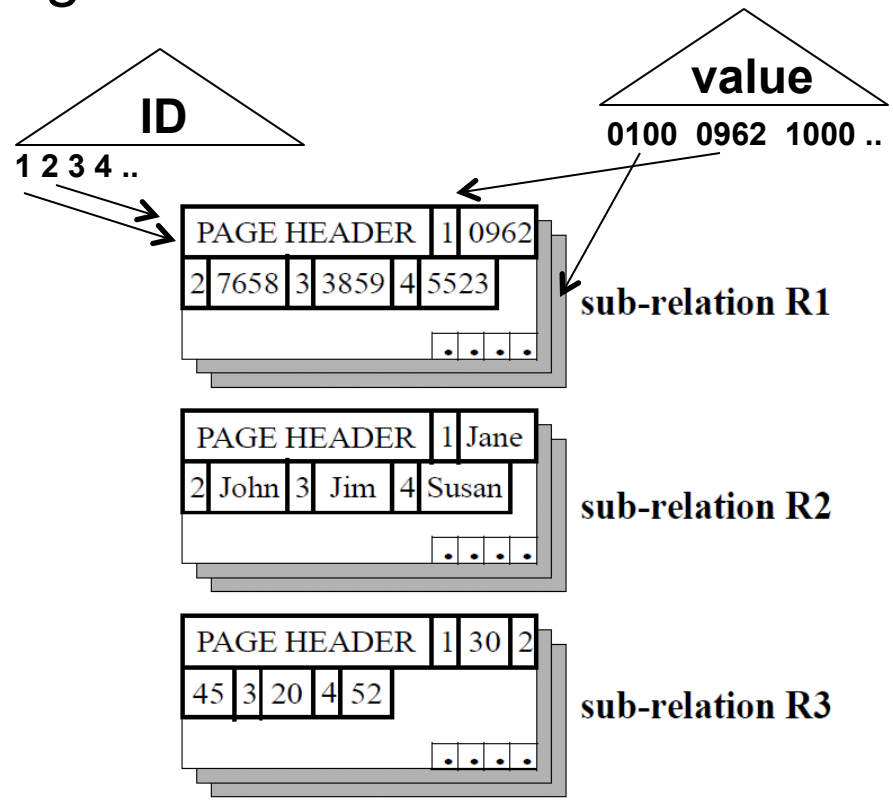 value
ID
0100 0962 1000 ..
1 2 3 4 ..
PAGE HEADER 1 0962
2 7658 3 3859 4 5523
sub-relation R1
. . . .
PAGE HEADER 1 Jane
2 John 3 Jim 4 Susan
sub-relation R2
. . . .
PAGE HEADER 1 30 2
45 3 20 4 52
sub-relation R3
. . . .